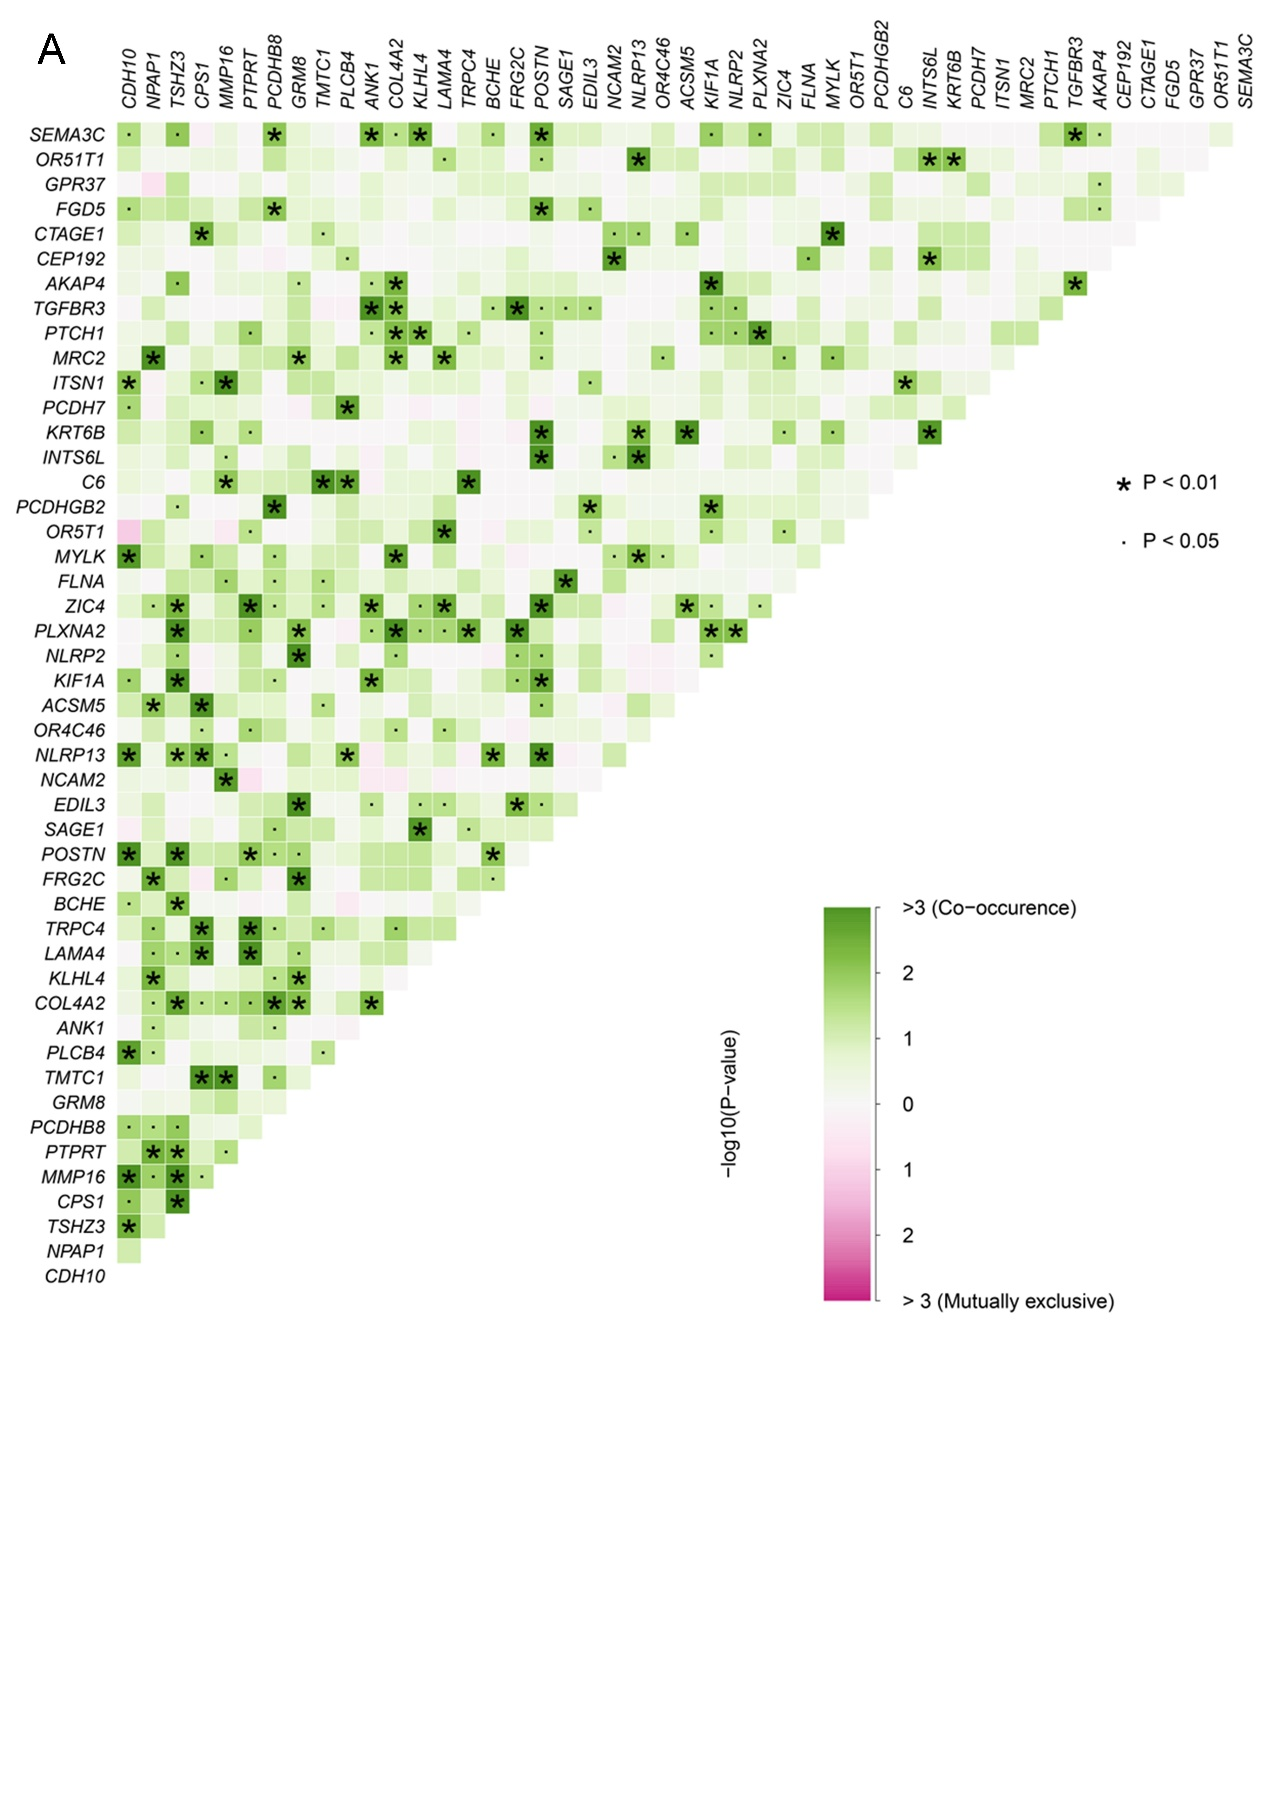 A
CDH10 NPAP1 TSHZ3 CPS1 MMP16 PTPRT PCDHB8 GRM8 TMTC1 PLCB4 ANK1 COL4A2 KLHL4 LAMA4 TRPC4 BCHE FRG2C POSTN SAGE1 EDIL3 NCAM2 NLRP13 OR4C46 ACSM5 KIF1A NLRP2 PLXNA2 ZIC4 FLNA MYLK OR5T1 PCDHGB2 C6 INTS6L KRT6B PCDH7 ITSN1 MRC2 PTCH1 TGFBR3 AKAP4 CEP192 CTAGE1 FGD5 GPR37 OR51T1 SEMA3C
SEMA3C
OR51T1
GPR37
FGD5
CTAGE1
CEP192
AKAP4
TGFBR3
PTCH1
MRC2
ITSN1
PCDH7
KRT6B
INTS6L
C6
PCDHGB2
OR5T1
MYLK
FLNA
ZIC4
PLXNA2
NLRP2
KIF1A
ACSM5
OR4C46
NLRP13
NCAM2
EDIL3
SAGE1
POSTN
FRG2C
BCHE
TRPC4
LAMA4
KLHL4
COL4A2
ANK1
PLCB4
TMTC1
GRM8
PCDHB8
PTPRT
MMP16
CPS1
TSHZ3
NPAP1
CDH10
* P < 0.01
· P < 0.05
−log10(P−value)
>3 (Co−occurence)
2
1
0
1
2
> 3 (Mutually exclusive)